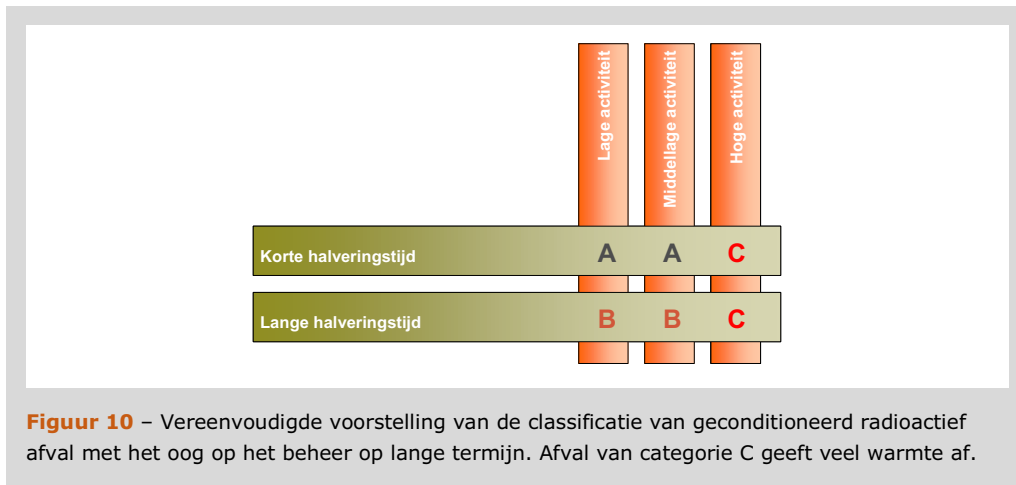 Lage activiteit
Middellage activiteit
Hoge activiteit
Korte halveringstijd A A C
Lange halveringstijd B B C
Figuur 10 – Vereenvoudigde voorstelling van de classificatie van geconditioneerd radioactief
afval met het oog op het beheer op lange termijn. Afval van categorie C geeft veel warmte af.